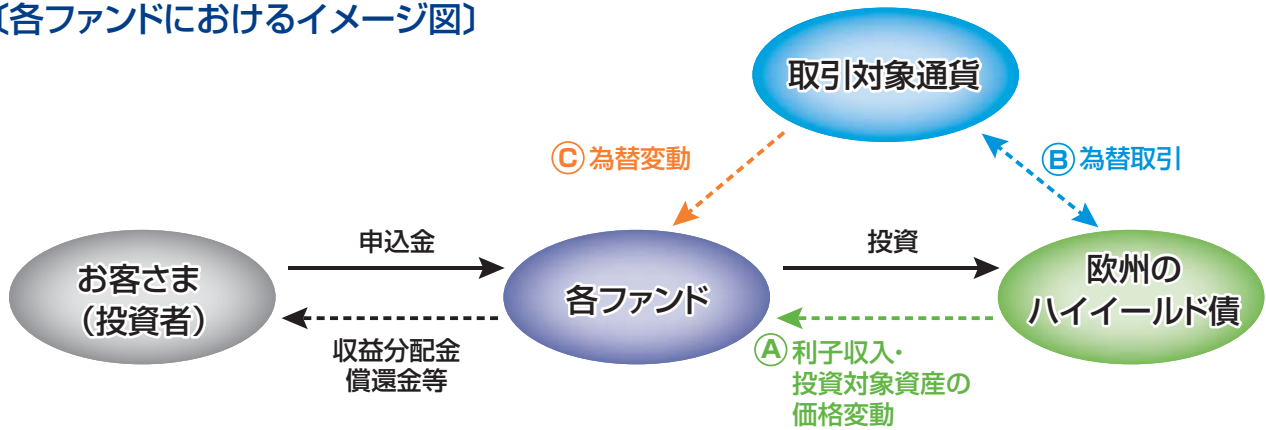 〔各ファンドにおけるイメージ図〕
取引対象通貨
Ⓒ為替変動
Ⓑ為替取引
申込金
投資
お客さま
（投資者）
各ファンド
欧州の
ハイイールド債
収益分配金
償還金等
Ⓐ利子収入・
投資対象資産の
価格変動